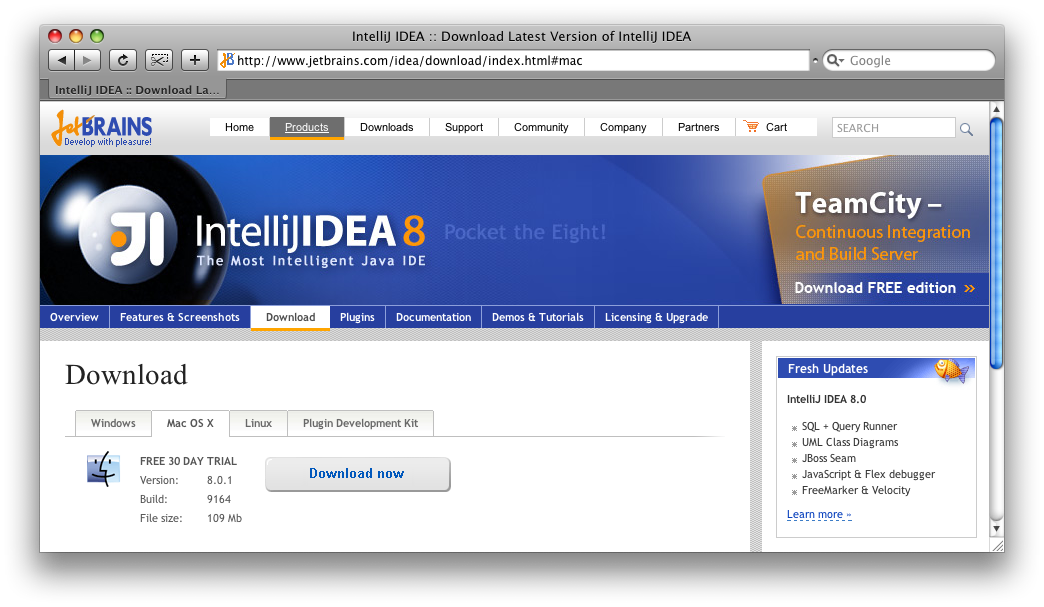 IntelliJ IDEA :: Download Latest Version of IntelliJ IDEA
http://www.jetbrains.com/idea/download/index.html#mac
Google
IntelliJ IDEA :: Download La...
JetBRAINS
Develop with pleasure!
Home Products Downloads Support Community Company Partners Cart SEARCH
IntelliJIDEA 8
The Most Intelligent Java IDE
Pocket the Eight!
TeamCity –
Continuous Integration
and Build Server
Download FREE edition »
Overview Features & Screenshots Download Plugins Documentation Demos & Tutorials Licensing & Upgrade
Download
Windows Mac OS X Linux Plugin Development Kit
FREE 30 DAY TRIAL
Version: 8.0.1
Build: 9164
File size: 109 Mb
Download now
Fresh Updates
IntelliJ IDEA 8.0
SQL + Query Runner
UML Class Diagrams
JBoss Seam
JavaScript & Flex debugger
FreeMarker & Velocity
Learn more »